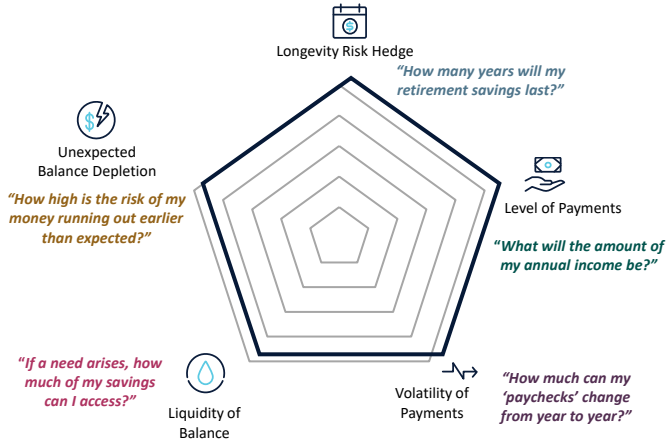 Longevity Risk Hedge
“How many years will my
retirement savings last?”
$
Unexpected
Balance Depletion
“How high is the risk of my
money running out earlier
than expected?”
$
Level of Payments
“What will the amount of
my annual income be?”
“If a need arises, how
much of my savings
can I access?”
Liquidity of
Balance
Volatility of
Payments
“How much can my
‘paychecks’ change
from year to year?”